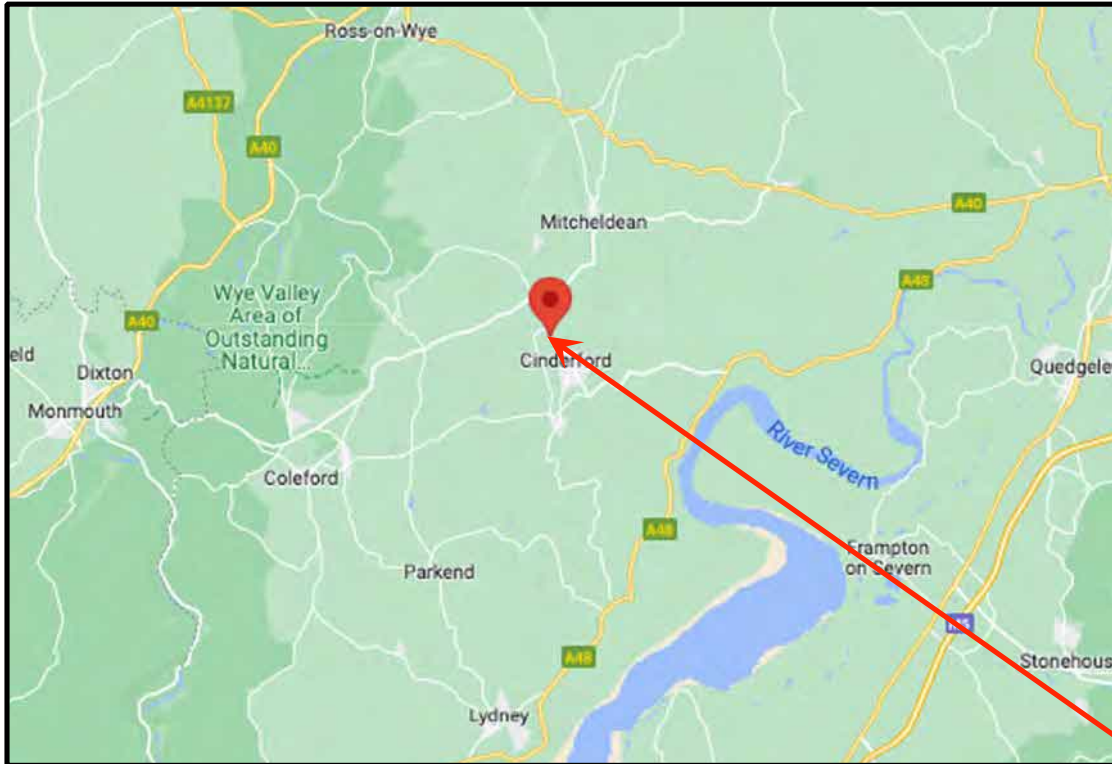 Ross-on-Wye
A4137
A40
Mitcheldean
A40
A48
Wye Valley
Area of
Outstanding
Natural...
A40
eld
Dixton
Cinderford
Quedgele
Monmouth
River Severn
Coleford
A48
Frampton
on Severn
Parkend
A48
Stonehous
Lydney